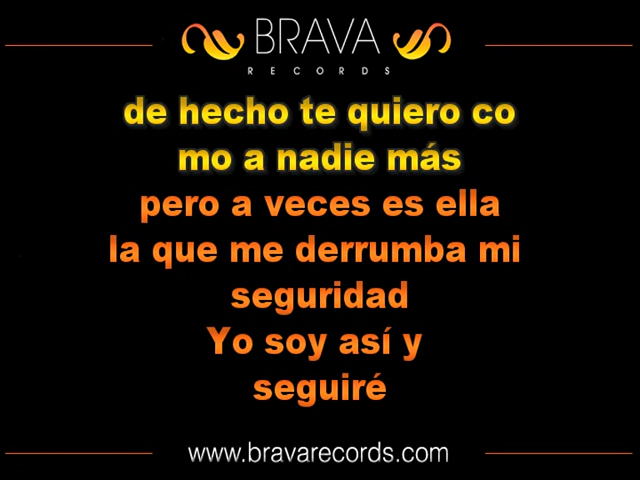 BRAVA
RECORDS
de hecho te quiero co
mo a nadie más
pero a veces es ella
la que me derrumba mi
seguridad
Yo soy así y
seguiré
www.bravarecords.com